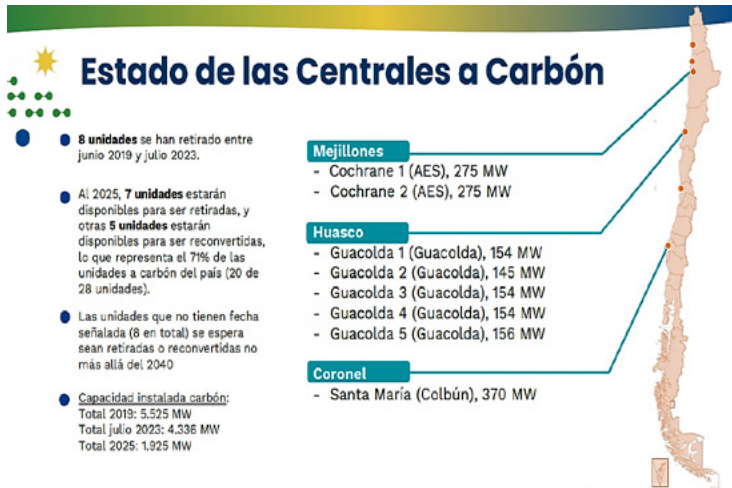 Estado de las Centrales a Carbón
8 unidades se han retirado entre
junio 2019 y julio 2023.
Al 2025, 7 unidades estarán
disponibles para ser retiradas, y
otras 5 unidades estarán
disponibles para ser reconvertidas,
lo que representa el 71% de las
unidades a carbón del país (20 de
28 unidades).
Las unidades que no tienen fecha
señalada (8 en total) se espera
sean retiradas o reconvertidas no
más allá del 2040
Capacidad instalada carbón:
Total 2019: 5.525 MW
Total julio 2023: 4.336 MW
Total 2025: 1.925 MW
Mejillones
- Cochrane 1 (AES), 275 MW
- Cochrane 2 (AES), 275 MW
Huasco
- Guacolda 1 (Guacolda), 154 MW
- Guacolda 2 (Guacolda), 145 MW
- Guacolda 3 (Guacolda), 154 MW
- Guacolda 4 (Guacolda), 154 MW
- Guacolda 5 (Guacolda), 156 MW
Coronel
- Santa María (Colbún), 370 MW